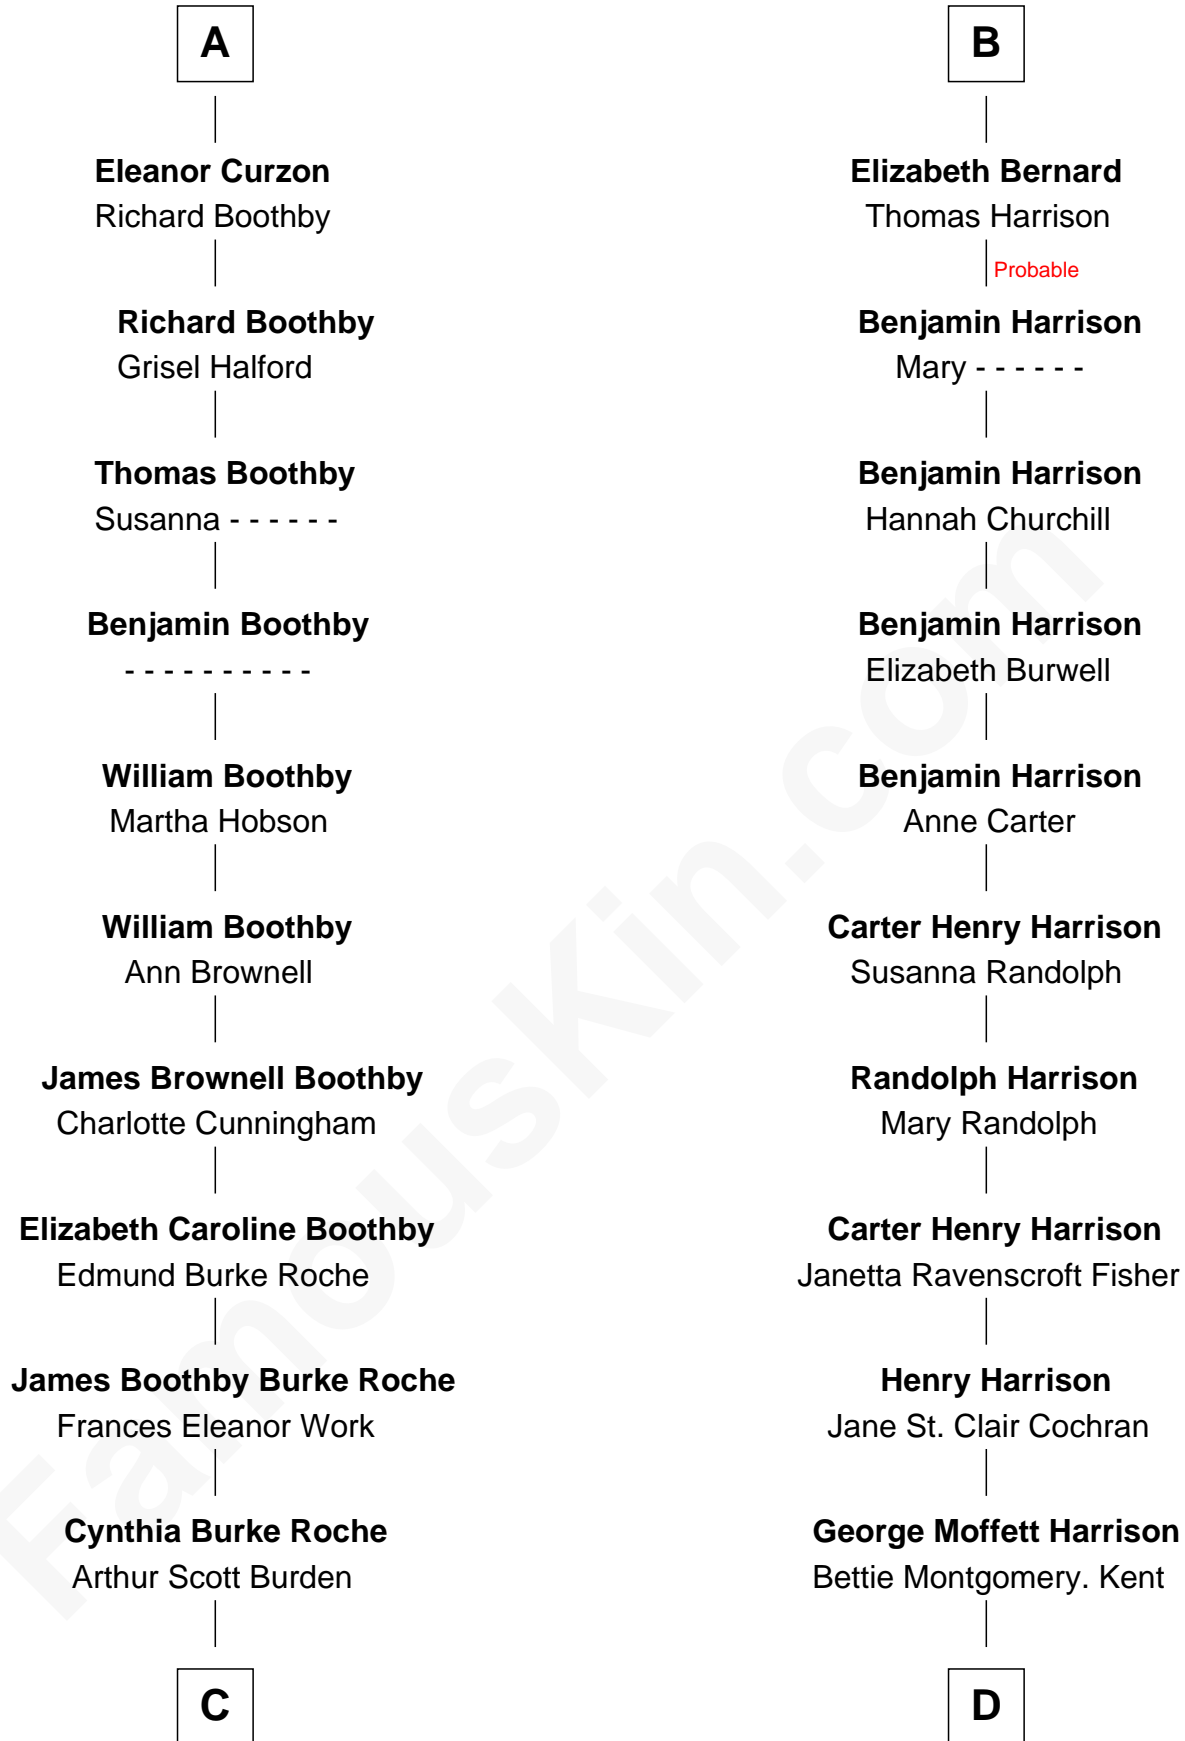 A
Eleanor Curzon
Richard Boothby
Richard Boothby
Grisel Halford
Thomas Boothby
Susanna - - - - - -
Benjamin Boothby
- - - - - - - - - -
William Boothby
Martha Hobson
William Boothby
Ann Brownell
James Brownell Boothby
Charlotte Cunningham
Elizabeth Caroline Boothby
Edmund Burke Roche
James Boothby Burke Roche
Frances Eleanor Work
Cynthia Burke Roche
Arthur Scott Burden
C
B
Elizabeth Bernard
Thomas Harrison
Probable
Benjamin Harrison
Mary - - - - - -
Benjamin Harrison
Hannah Churchill
Benjamin Harrison
Elizabeth Burwell
Benjamin Harrison
Anne Carter
Carter Henry Harrison
Susanna Randolph
Randolph Harrison
Mary Randolph
Carter Henry Harrison
Janetta Ravenscroft Fisher
Henry Harrison
Jane St. Clair Cochran
George Moffett Harrison
Bettie Montgomery. Kent
D
FamousKin.com